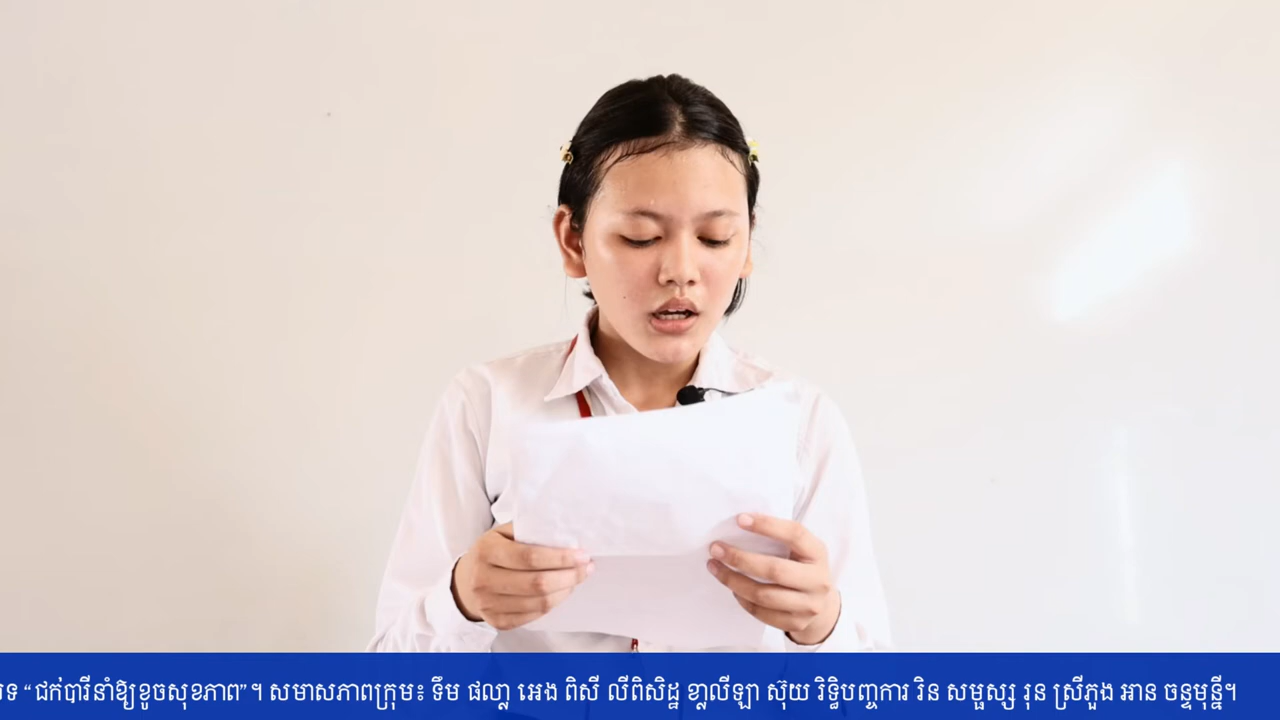 “ ជក់បារីនាំឱ្យខូចសុខភាព” ។ សមាសភាពក្រុម៖ ទឹម ផល្លា អេង ពិសី លីពិសិដ្ឋ ខ្លាលីឡា ស៊ុយ រិទ្ធិបញ្ចការ រិន សម្ផស្ស រុន ស្រីភួង អាន ចន្ទមុន្នី។